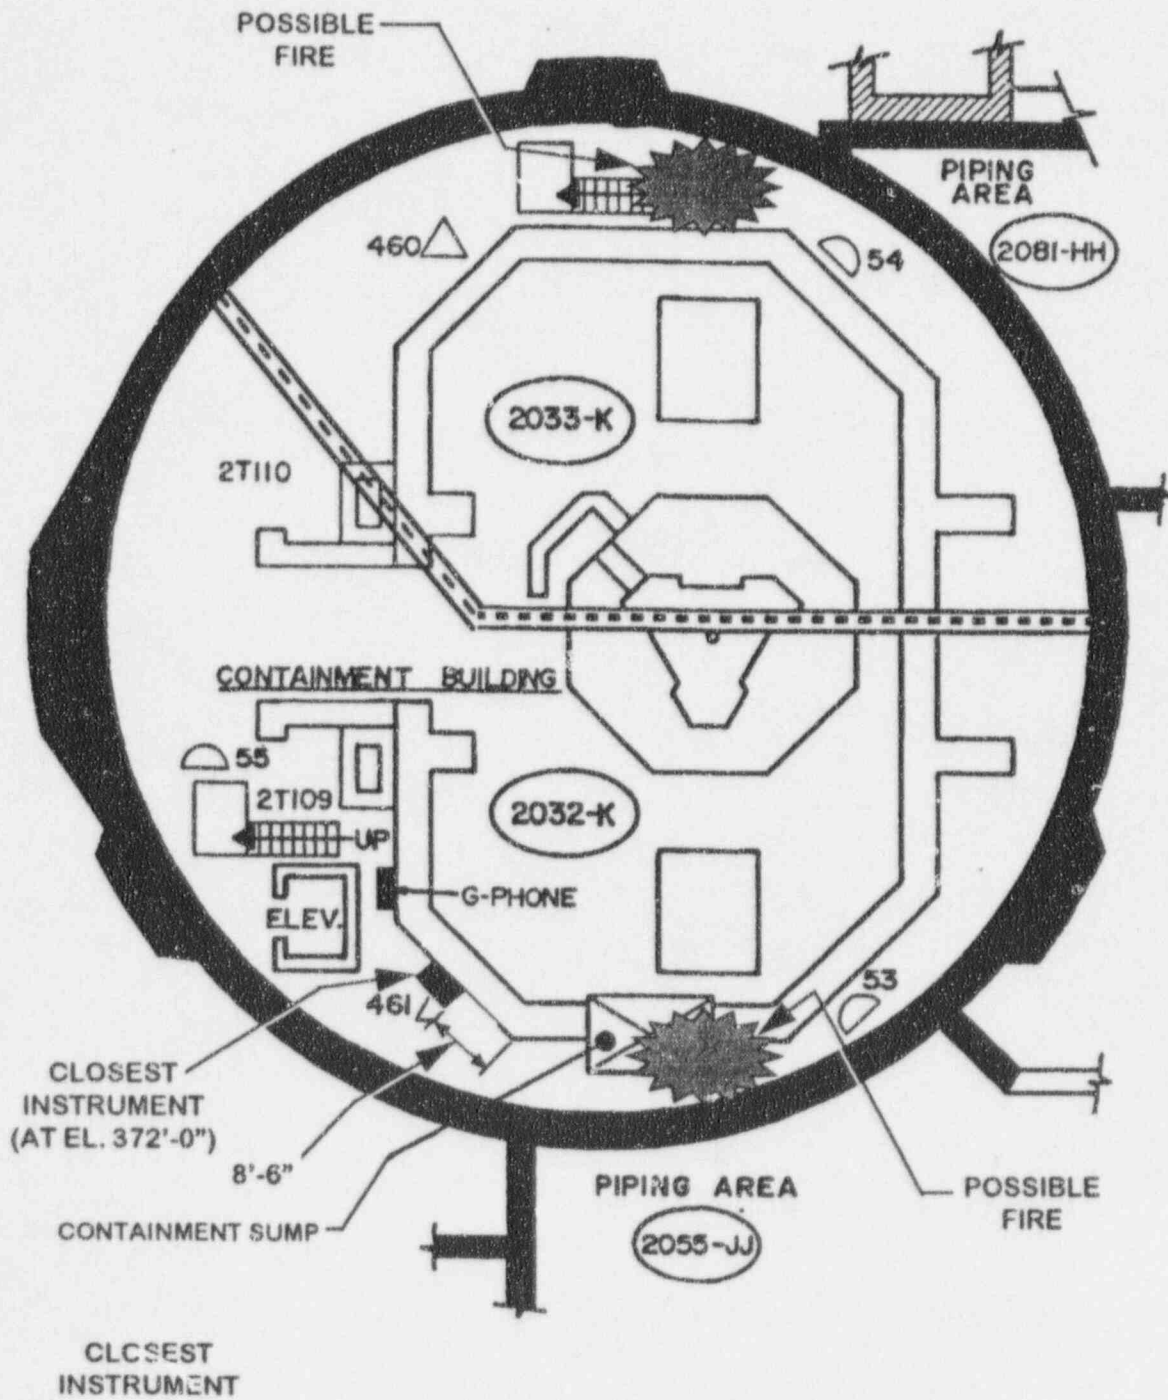 POSSIBLE
FIRE
PIPING
AREA
2081-HH
460
54
2033-K
2T110
CONTAINMENT BUILDING
55
2T109
UP
2032-K
G-PHONE
ELEV.
461
53
CLOSEST
INSTRUMENT
(AT EL. 372'-0")
8'-6"
CONTAINMENT SUMP
PIPING AREA
2055-JJ
POSSIBLE
FIRE
CLOSEST
INSTRUMENT